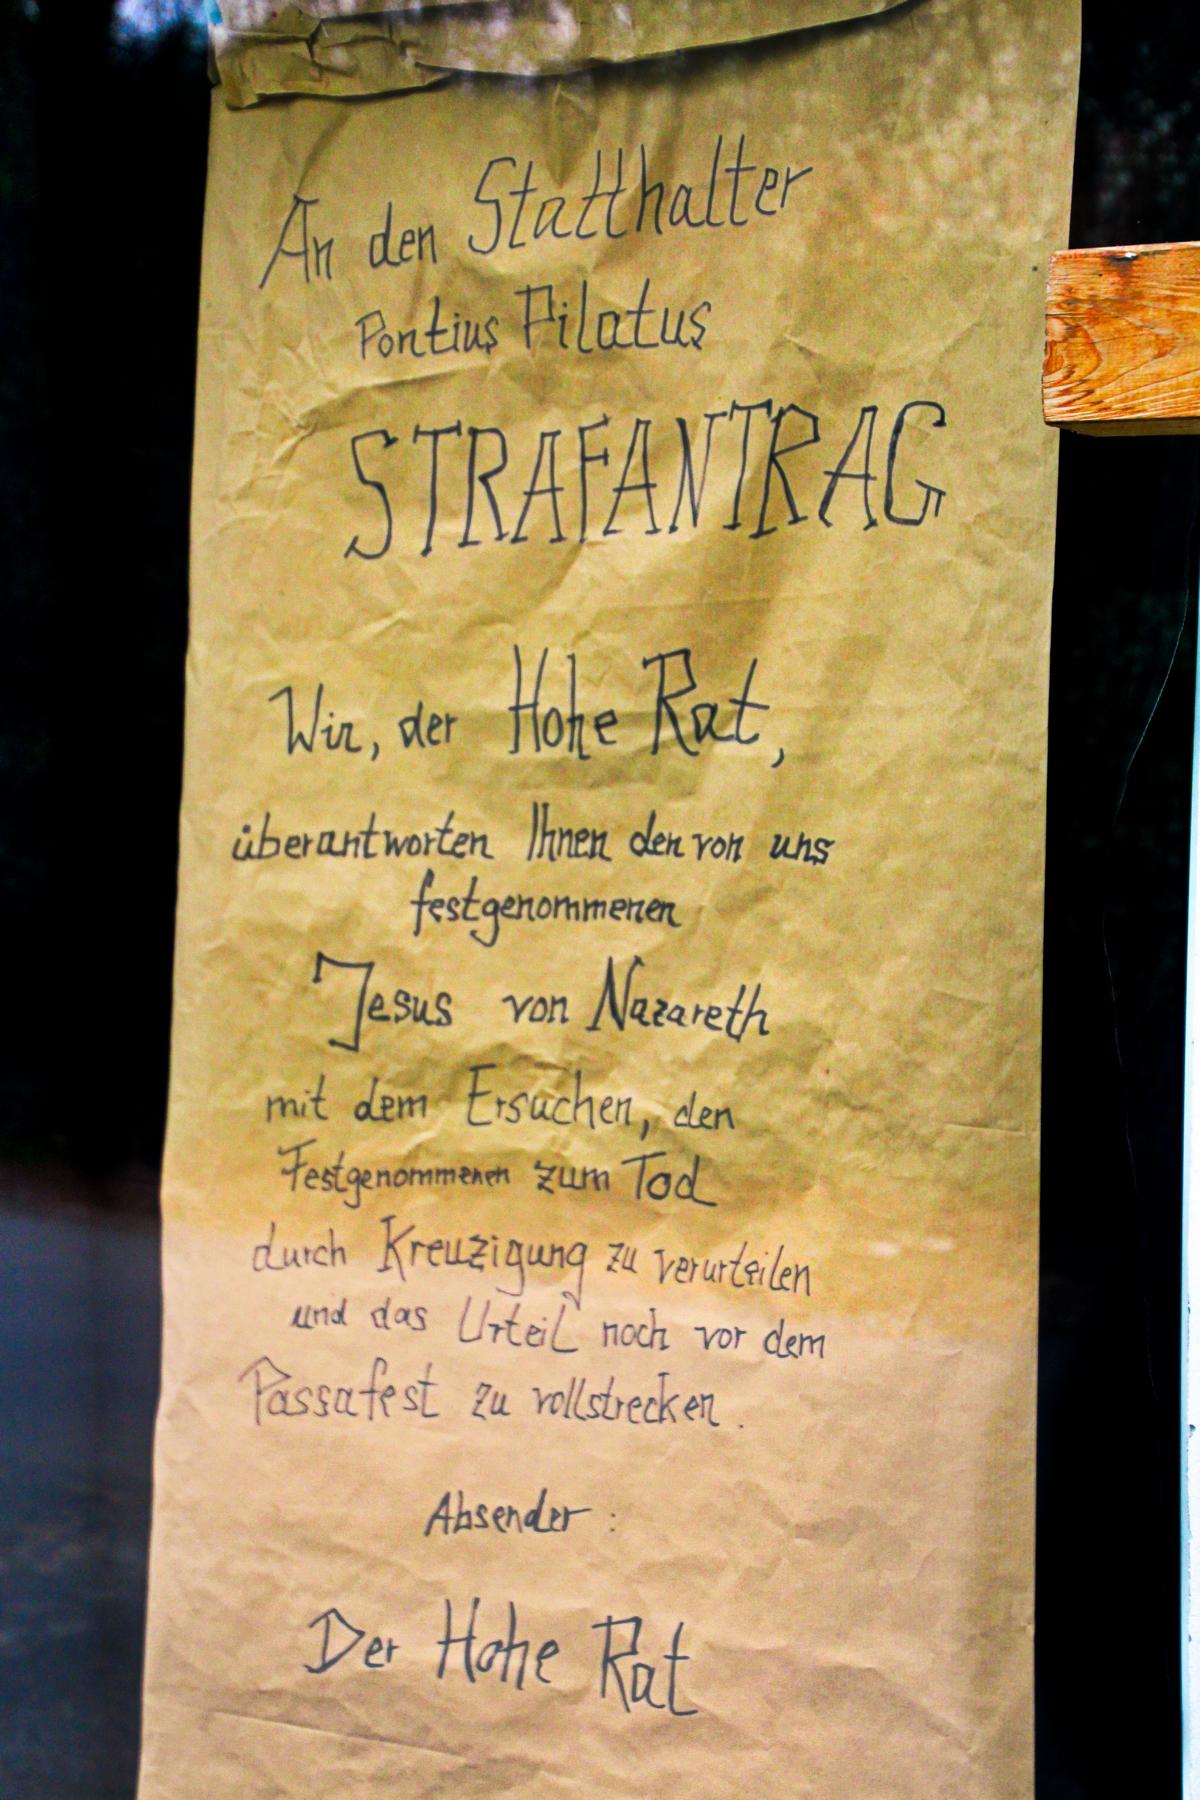 An den Statthalter
Pontius Pilatus
STRAFANTRAG
Wir, der Hohe Rat,
überantworten Ihnen den von uns
festgenommenen
Jesus von Nazareth
mit dem Ersuchen, den
Festgenommenen zum Tod
durch Kreuzigung zu verurteilen
und das Urteil noch vor dem
Passafest zu vollstrecken.
Absender:
Der Hohe Rat